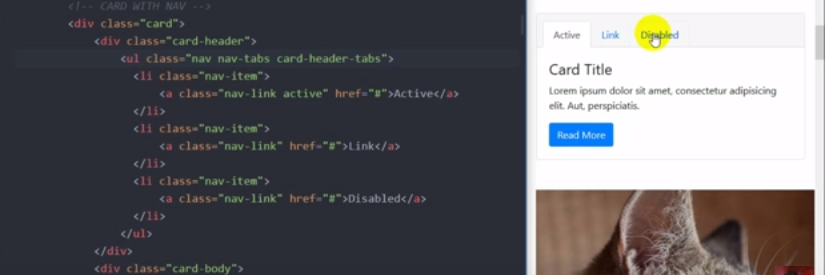 <!-- CARD WITH NAV -->
<div class="card">
<div class="card-header">
<ul class="nav nav-tabs card-header-tabs">
<li class="nav-item">
<a class="nav-link active" href="#">Active</a>
</li>
<li class="nav-item">
<a class="nav-link" href="#">Link</a>
</li>
<li class="nav-item">
<a class="nav-link" href="#">Disabled</a>
</li>
</ul>
</div>
<div class="card-body">
Active Link Disabled
Card Title
Lorem ipsum dolor sit amet, consectetur adipisicing
elit. Aut, perspiciatis.
Read More